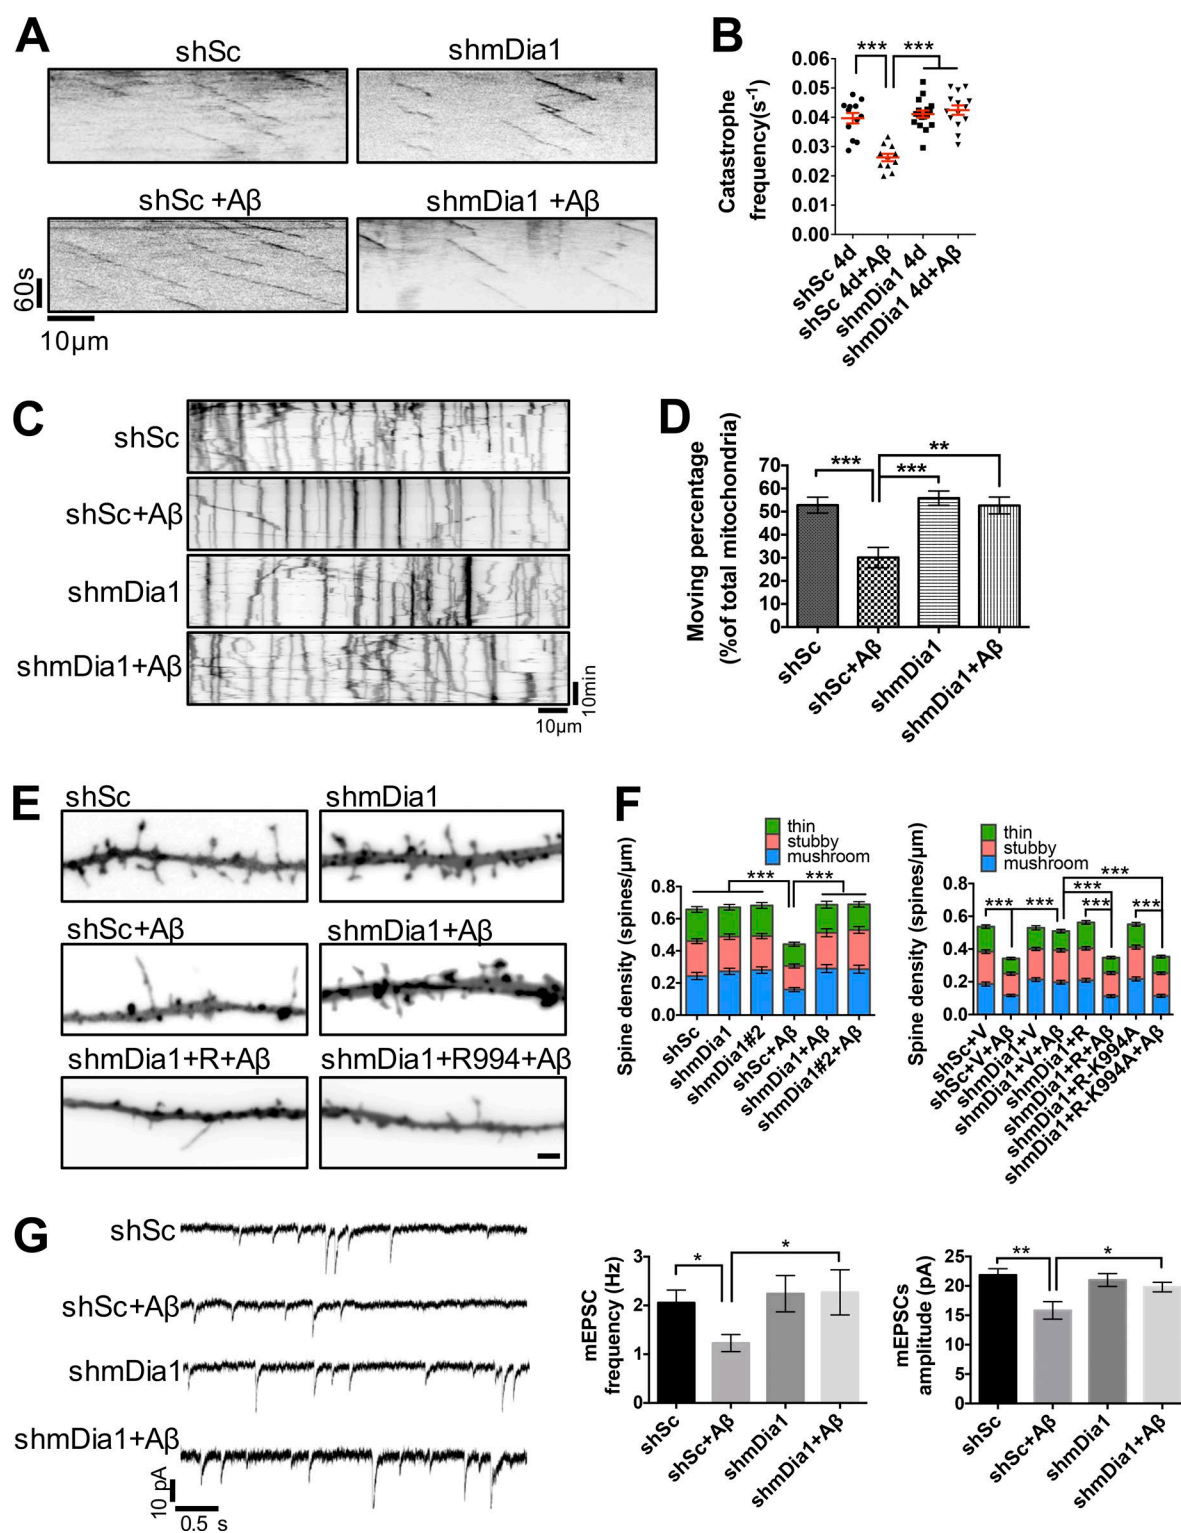 A
shSc
shmDia1
shSc +Aβ
shmDia1 +Aβ
60s
10μm
B
*** ***
Catastrophe
frequency(s-1)
0.06
0.05
0.04
0.03
0.02
0.01
0.00
shSc 4d
shSc 4d+Aβ
shmDia1 4d
shmDia1 4d+Aβ
C
shSc
shSc+Aβ
shmDia1
shmDia1+Aβ
10min
10μm
D
Moving percentage
(%of total mitochondria)
**
*** ***
70
60
50
40
30
20
10
0
shSc
shSc+Aβ
shmDia1
shmDia1+Aβ
E
shSc
shmDia1
shSc+Aβ
shmDia1+Aβ
shmDia1+R+Aβ
shmDia1+R994+Aβ
F
thin
stubby
mushroom
*** ***
Spine density (spines/μm)
0.8
0.6
0.4
0.2
0.0
shSc
shmDia1
shmDia1#2
shSc+Aβ
shmDia1+Aβ
shmDia1#2+Aβ
thin
stubby
mushroom
***
***
*** *** *** ***
Spine density (spines/μm)
0.8
0.6
0.4
0.2
0.0
shSc+V
shSc+V+Aβ
shmDia1+V
shmDia1+V+Aβ
shmDia1+R
shmDia1+R+Aβ
shmDia1+R-K994A
shmDia1+R-K994A+Aβ
G
shSc
shSc+Aβ
shmDia1
shmDia1+Aβ
10 pA
0.5 s
mEPSC
frequency (Hz)
* *
3
2
1
0
shSc
shSc+Aβ
shmDia1
shmDia1+Aβ
mEPSCs
amplitude (pA)
** *
25
20
15
10
5
0
shSc
shSc+Aβ
shmDia1
shmDia1+Aβ